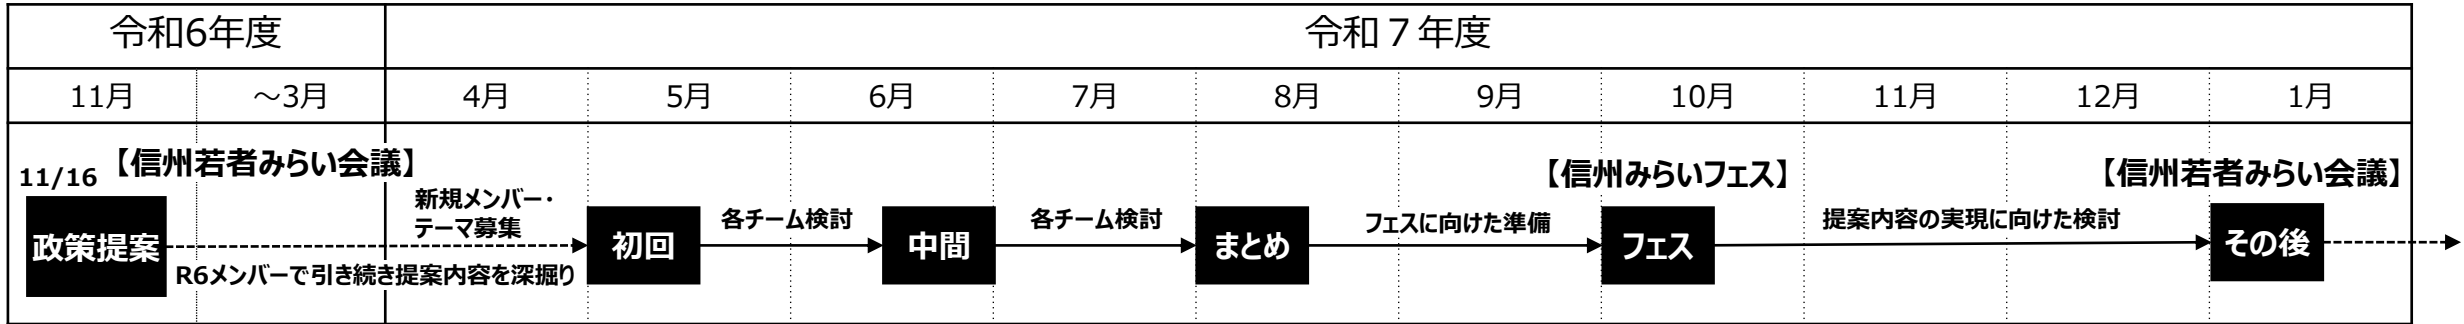 令和6年度
令和７年度
11月
～3月
4月
5月
6月
7月
8月
9月
10月
11月
12月
1月
11/16
【信州若者みらい会議】
政策提案
新規メンバー・
テーマ募集
R6メンバーで引き続き提案内容を深掘り
初回
各チーム検討
中間
各チーム検討
まとめ
フェスに向けた準備
【信州みらいフェス】
フェス
提案内容の実現に向けた検討
【信州若者みらい会議】
その後